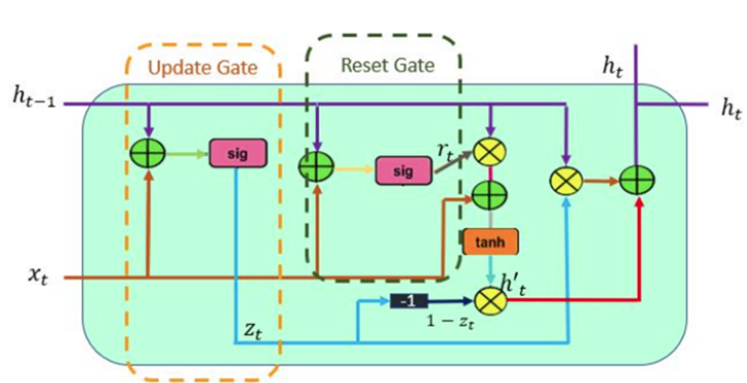 Update Gate
Reset Gate
h_t
h_{t-1}
h_t
sig
sig
r_t
tanh
x_t
h'_t
-1
1 - z_t
z_t